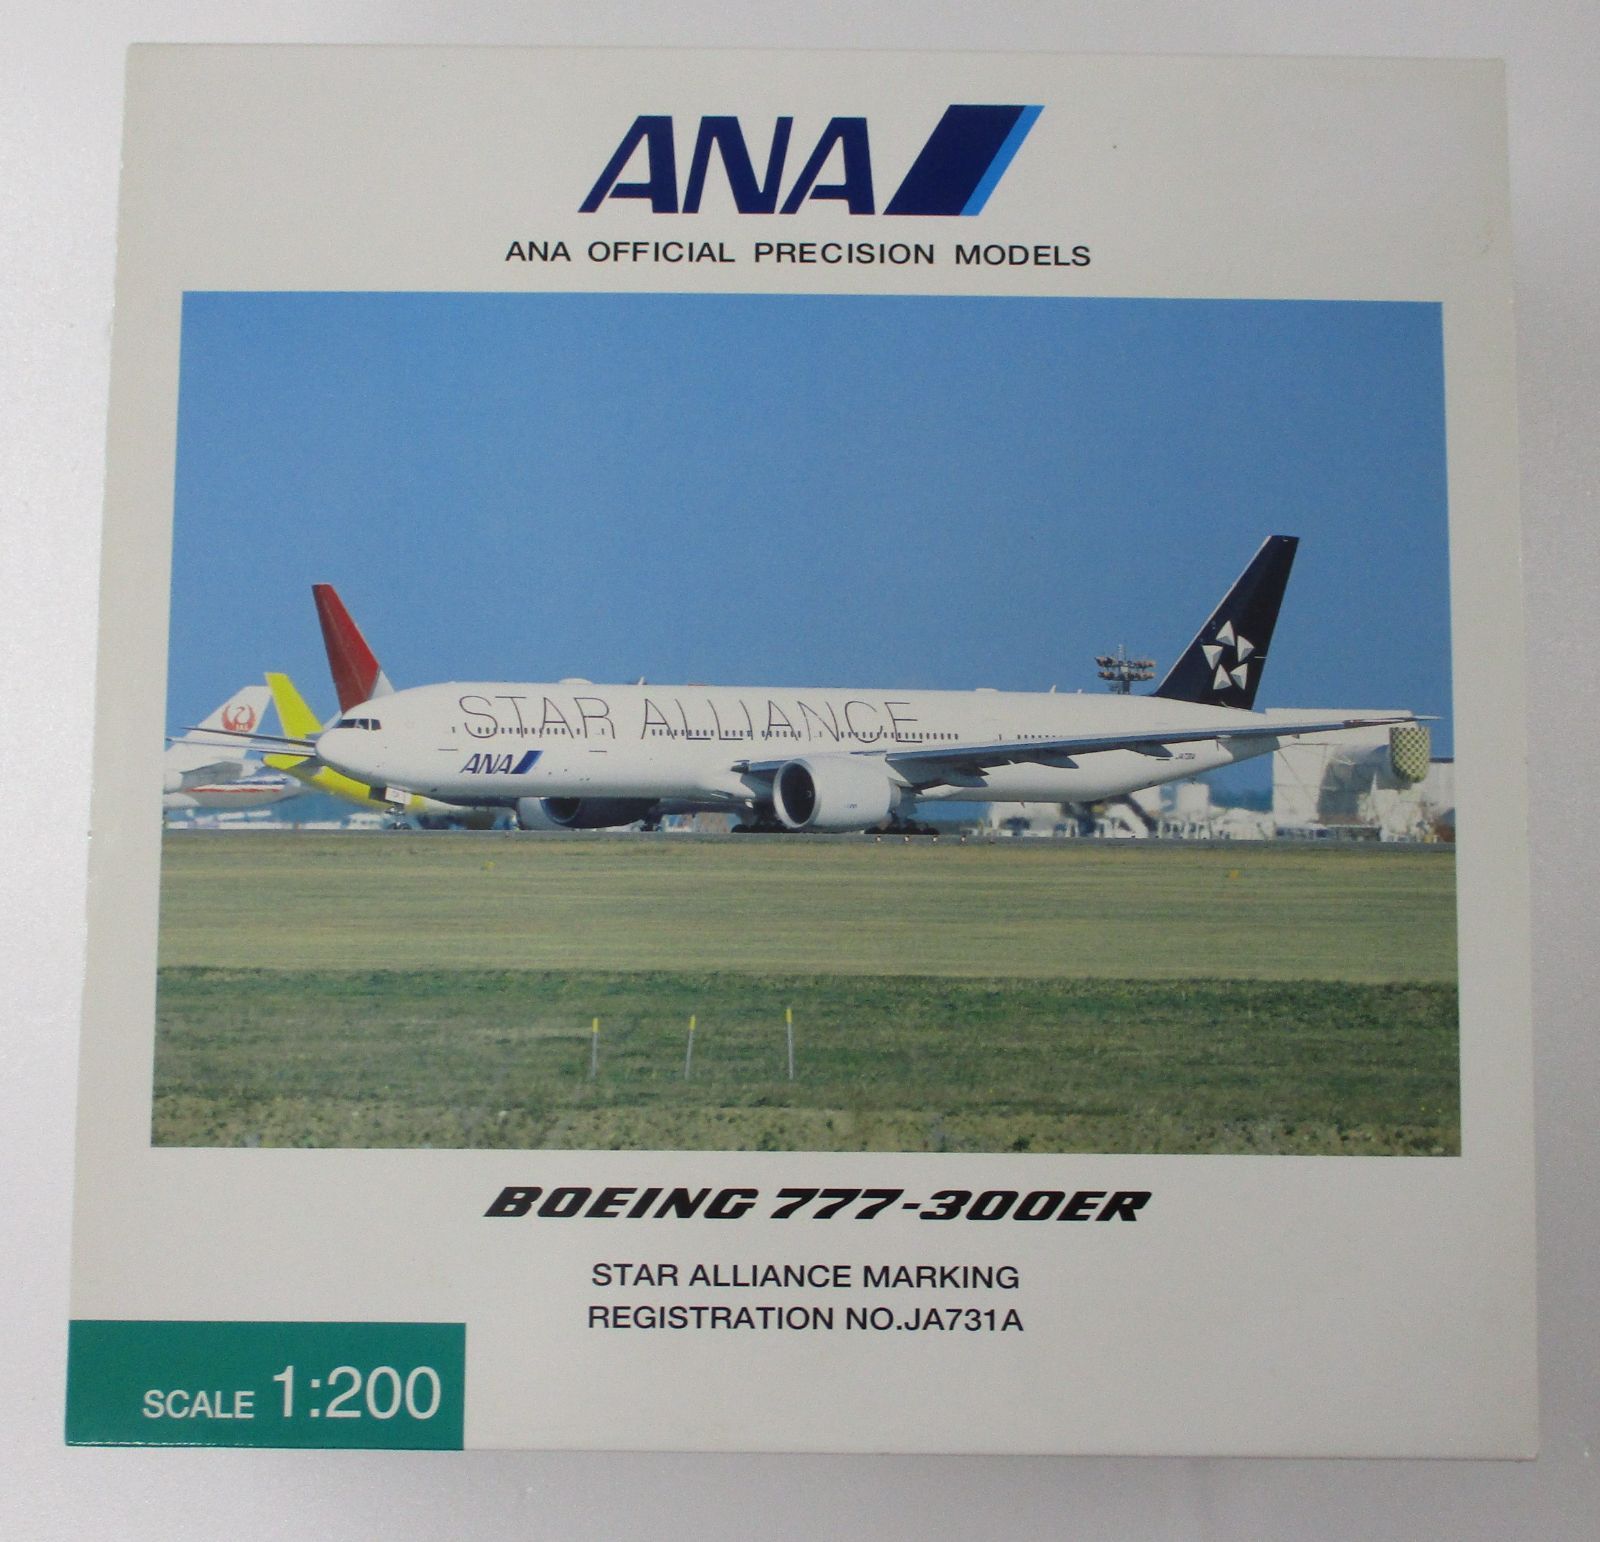 ANA
ANA OFFICIAL PRECISION MODELS
STAR ALLIANCE
ANA
BOEING 777-300ER
STAR ALLIANCE MARKING
REGISTRATION NO.JA731A
SCALE 1:200